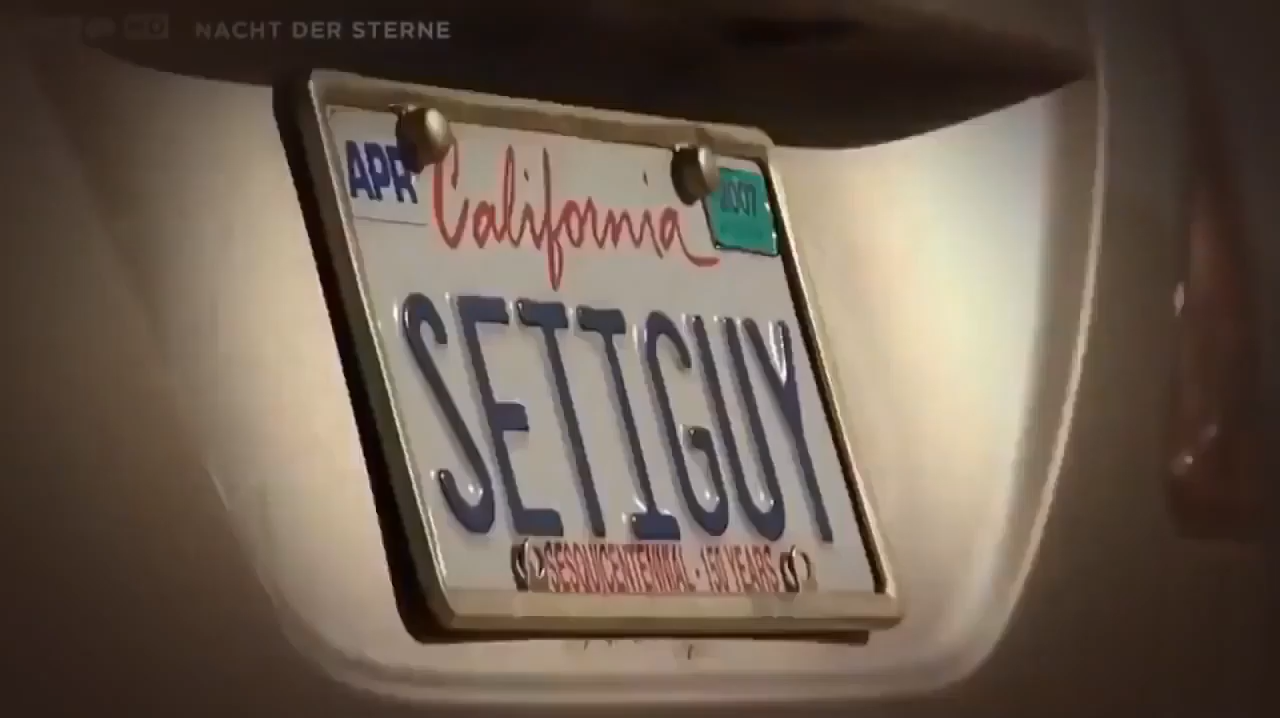 NACHT DER STERNE
APR California 2007
SETIGUY
SESQUICENTENNIAL - 150 YEARS